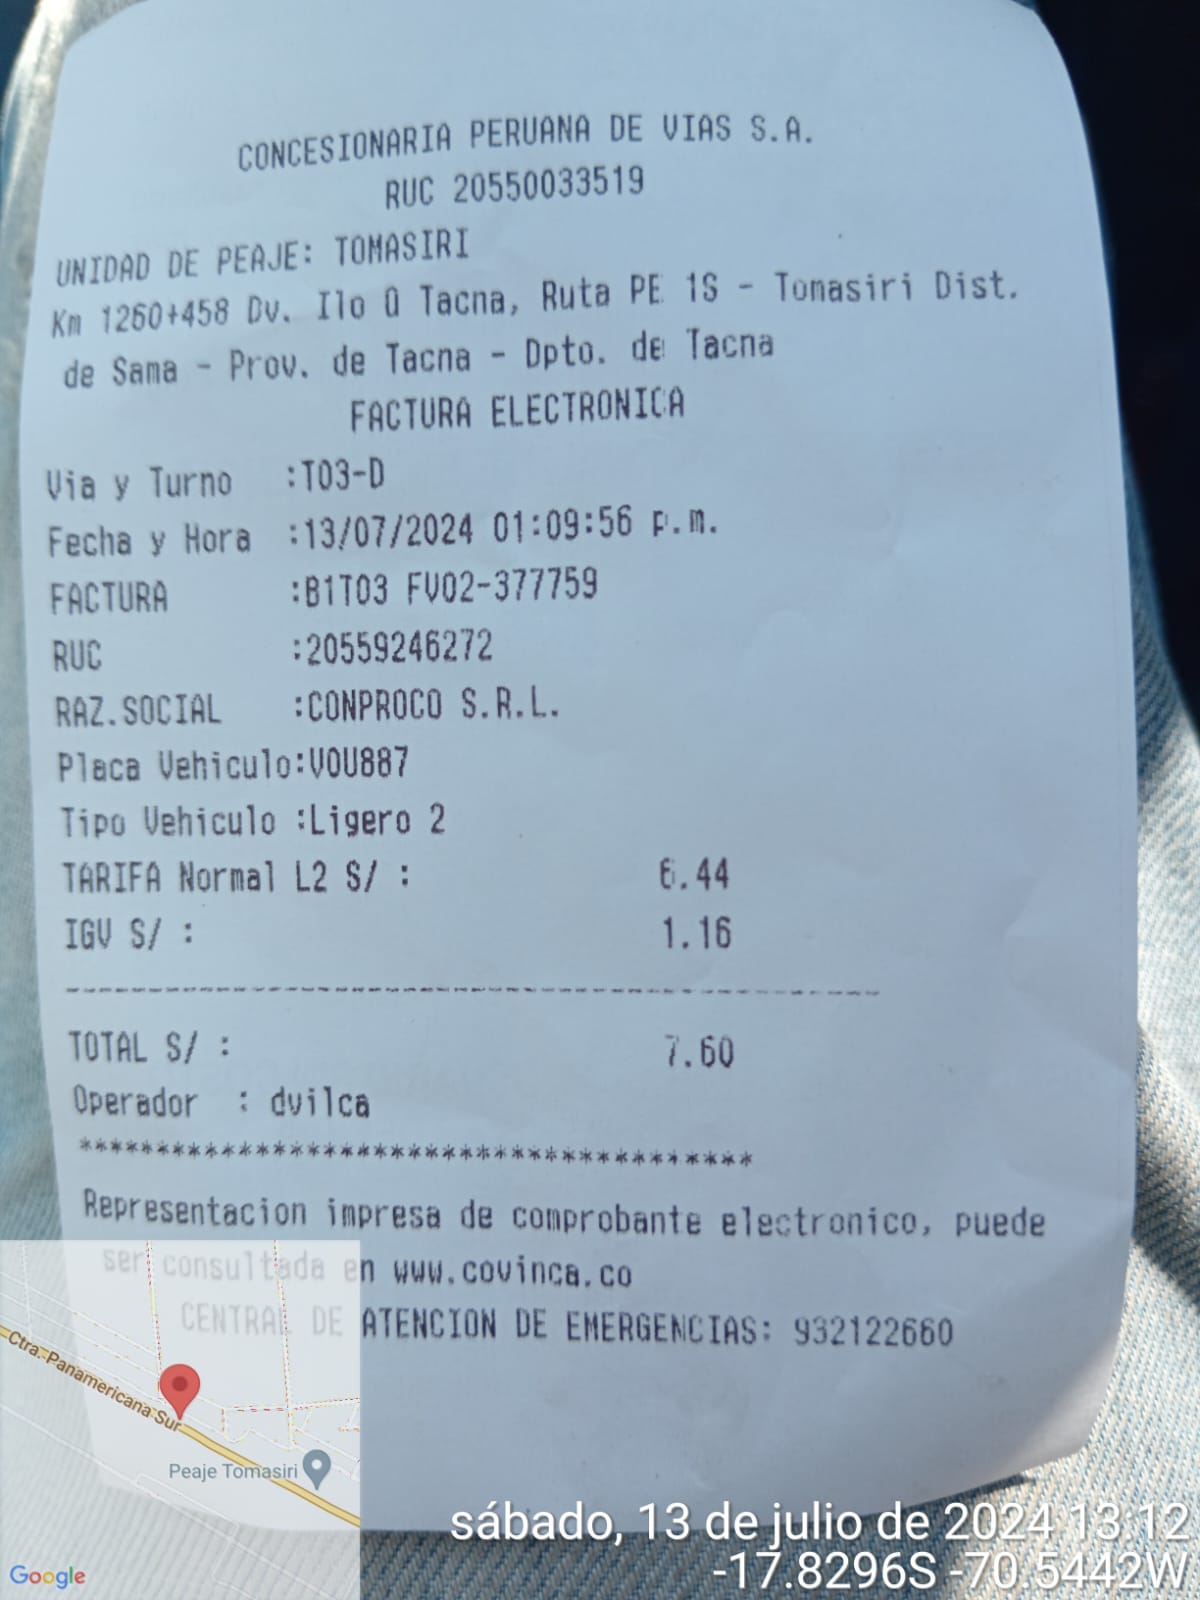 CONCESIONARIA PERUANA DE VIAS S.A.
RUC 20550033519
UNIDAD DE PEAJE: TOMASIRI
Km 1260+458 Dv. Ilo Û Tacna, Ruta PE 1S - Tomasiri Dist.
de Sama - Prov. de Tacna - Dpto. de Tacna
FACTURA ELECTRONICA
Via y Turno :T03-D
Fecha y Hora :13/07/2024 01:09:56 p.m.
FACTURA :B1T03 FV02-377759
RUC :20559246272
RAZ.SOCIAL :CONPROCO S.R.L.
Placa Vehiculo:VOU887
Tipo Vehiculo :Ligero 2
TARIFA Normal L2 S/ : 6.44
IGV S/ : 1.16
TOTAL S/ : 7.60
Operador : dvilca
Representacion impresa de comprobante electronico, puede
ser consultada en www.covinca.co
CENTRAL DE ATENCION DE EMERGENCIAS: 932122660
Ctra. Panamericana Sur
Peaje Tomasiri
Google
sábado, 13 de julio de 2024 13:12
-17.8296S -70.5442W